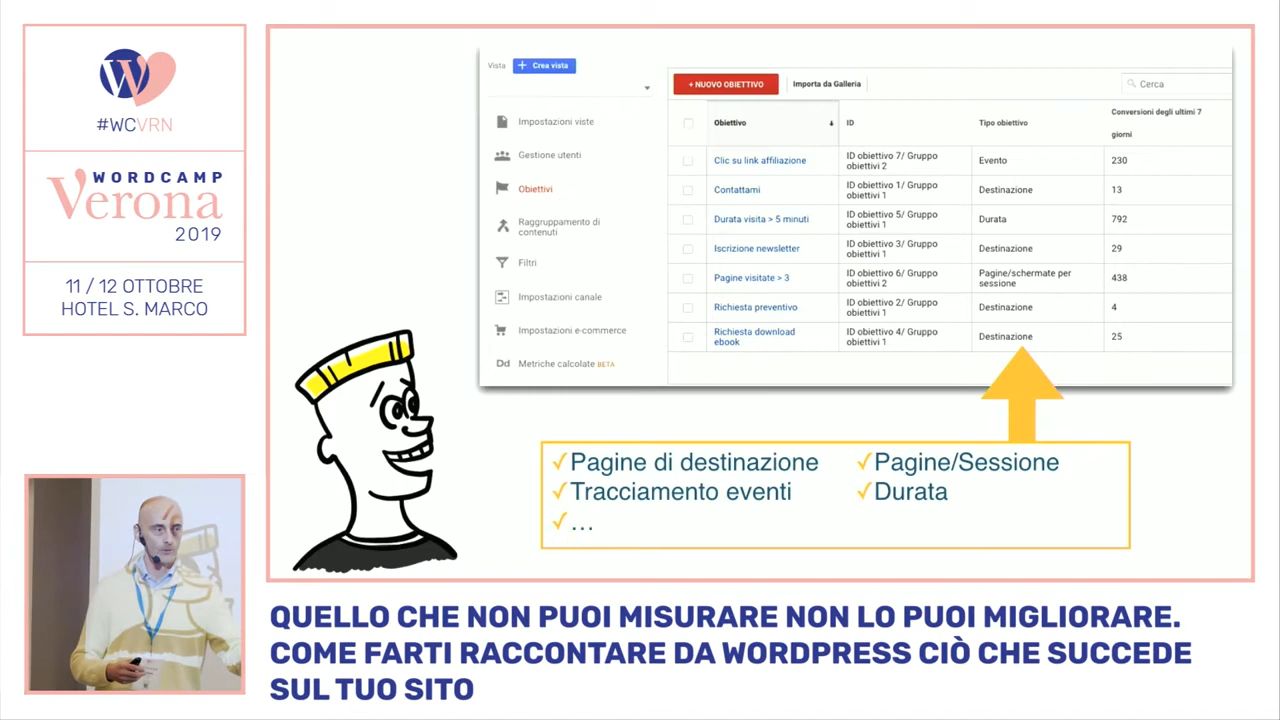 #WCVRN
WORDCAMP
Verona
2019
11 / 12 OTTOBRE
HOTEL S. MARCO
Vista
+ Crea vista
Impostazioni viste
Gestione utenti
Obiettivi
Raggruppamento di
contenuti
Filtri
Impostazioni canale
Impostazioni e-commerce
Dd Metriche calcolate BETA
+ NUOVO OBIETTIVO
Importa da Galleria
Cerca
Obiettivo
ID
Tipo obiettivo
Conversioni degli ultimi 7
giorni
Clic su link affiliazione
ID obiettivo 7/ Gruppo
obiettivi 2
Evento
230
Contattami
ID obiettivo 1/ Gruppo
obiettivi 1
Destinazione
13
Durata visita > 5 minuti
ID obiettivo 5/ Gruppo
obiettivi 1
Durata
792
Iscrizione newsletter
ID obiettivo 3/ Gruppo
obiettivi 1
Destinazione
29
Pagine visitate > 3
ID obiettivo 6/ Gruppo
obiettivi 2
Pagine/schermate per
sessione
438
Richiesta preventivo
ID obiettivo 2/ Gruppo
obiettivi 1
Destinazione
4
Richiesta download
ebook
ID obiettivo 4/ Gruppo
obiettivi 1
Destinazione
25
✓Pagine di destinazione
✓Tracciamento eventi
✓...
✓Pagine/Sessione
✓Durata
QUELLO CHE NON PUOI MISURARE NON LO PUOI MIGLIORARE.
COME FARTI RACCONTARE DA WORDPRESS CIÒ CHE SUCCEDE
SUL TUO SITO